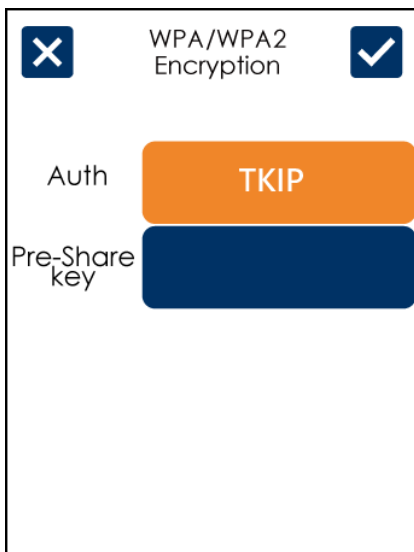 WPA/WPA2
Encryption
Auth
TKIP
Pre-Share
key